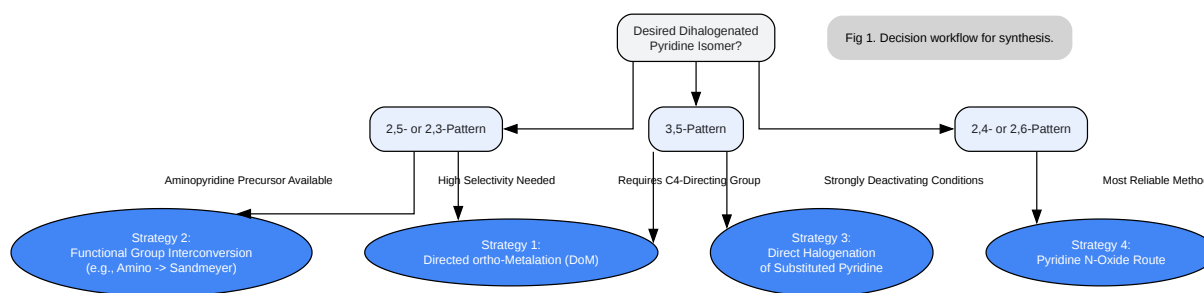 Desired Dihalogenated
Pyridine Isomer?
Fig 1. Decision workflow for synthesis.
2,5- or 2,3-Pattern
3,5-Pattern
2,4- or 2,6-Pattern
Aminopyridine Precursor Available
High Selectivity Needed
Requires C4-Directing Group
Strongly Deactivating Conditions
Most Reliable Metho
Strategy 2:
Functional Group Interconversion
(e.g., Amino -> Sandmeyer)
Strategy 1:
Directed ortho-Metalation (DoM)
Strategy 3:
Direct Halogenation
of Substituted Pyridine
Strategy 4:
Pyridine N-Oxide Route